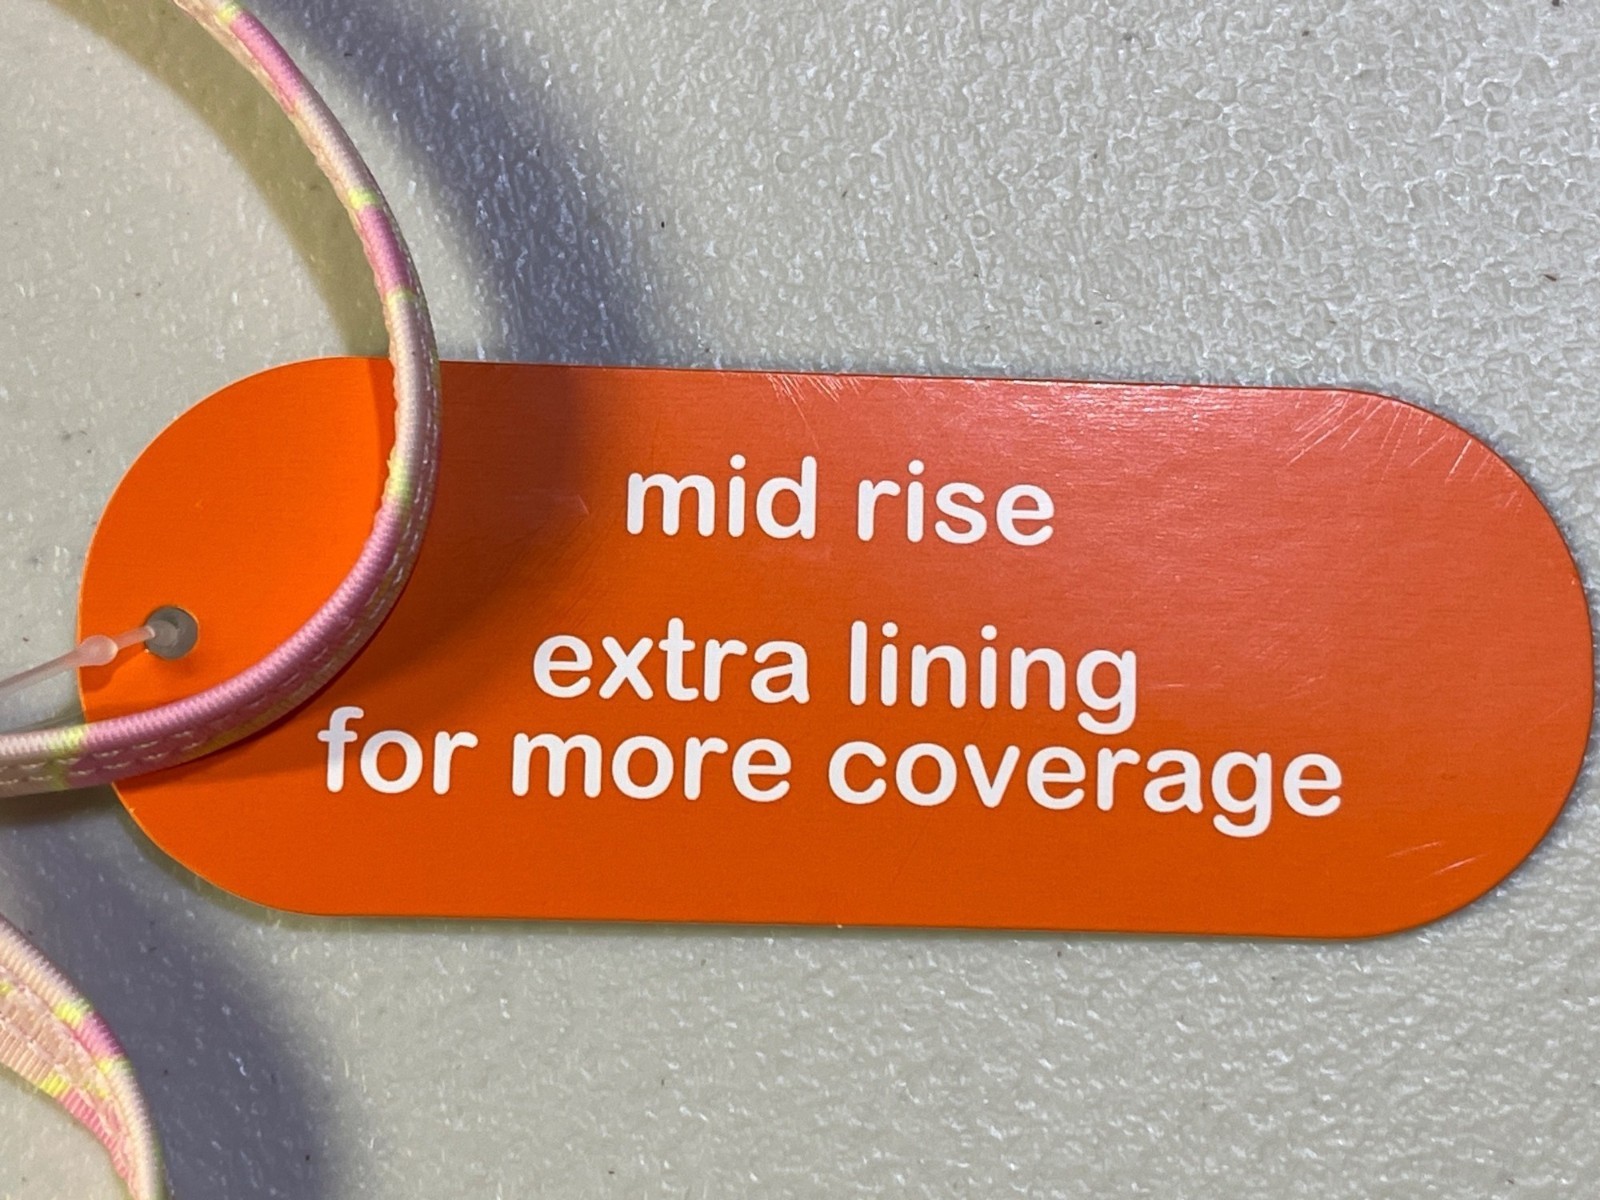 mid rise
extra lining
for more coverage